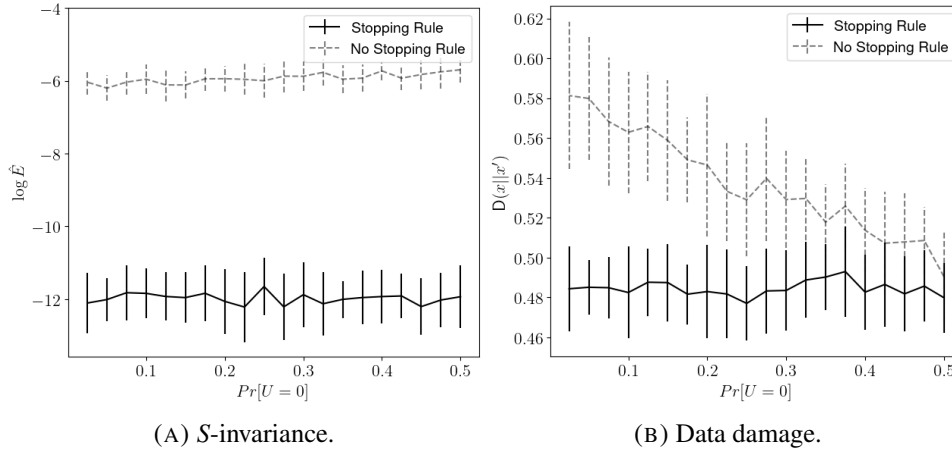 −4
−6
−8
−10
−12
log Ê
0.1 0.2 0.3 0.4 0.5
Pr[U = 0]
Stopping Rule
No Stopping Rule
(A) S-invariance.
0.62
0.60
0.58
0.56
0.54
0.52
0.50
0.48
0.46
D(x||x′)
0.1 0.2 0.3 0.4 0.5
Pr[U = 0]
Stopping Rule
No Stopping Rule
(B) Data damage.